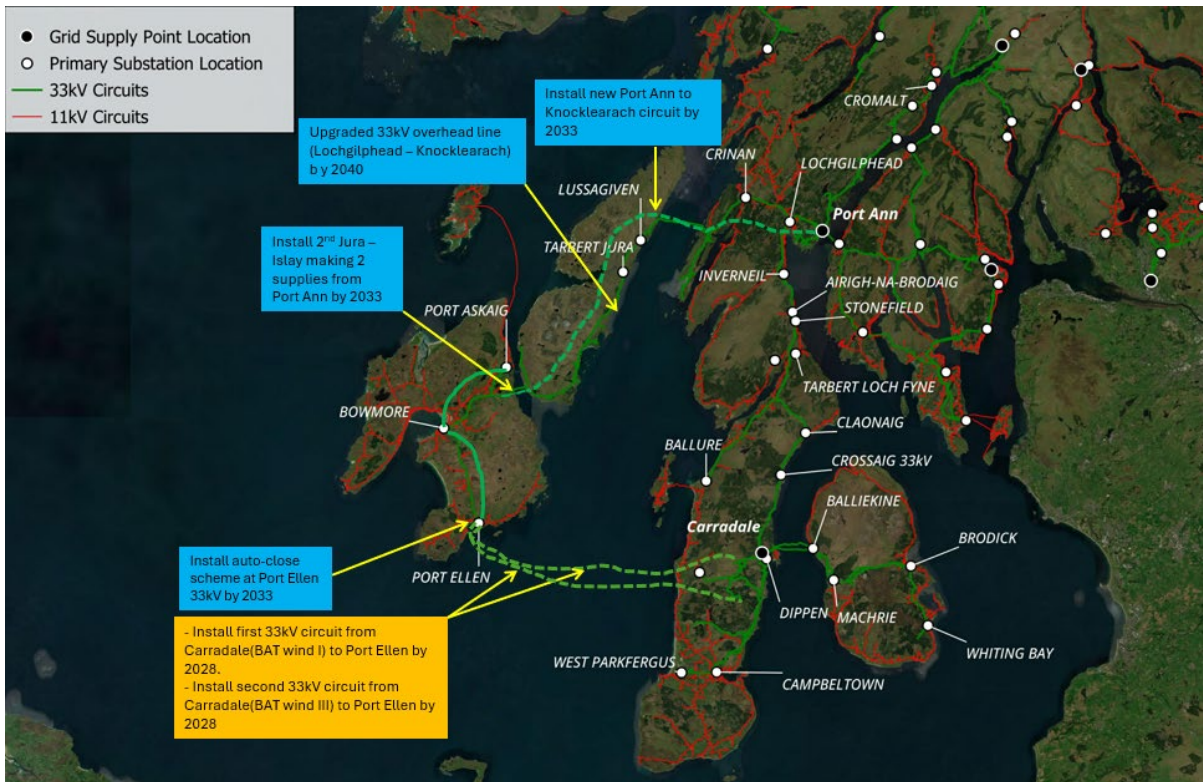 Grid Supply Point Location
Primary Substation Location
33kV Circuits
11kV Circuits
Install new Port Ann to
Knocklearach circuit by
2033
Upgraded 33kV overhead line
(Lochgilphead – Knocklearach)
b y 2040
CROMALT
CRINAN
LOCHGILPHEAD
LUSSAGIVEN
Port Ann
Install 2nd Jura –
Islay making 2
supplies from
Port Ann by 2033
TARBERT JURA
INVERNEIL
AIRIGH-NA-BRODAIG
STONEFIELD
PORT ASKAIG
TARBERT LOCH FYNE
BOWMORE
CLAONAIG
BALLURE
CROSSAIG 33kV
Carradale
BALLIEKINE
BRODICK
Install auto-close
scheme at Port Ellen
33kV by 2033
PORT ELLEN
DIPPEN
MACHRIE
WHITING BAY
- Install first 33kV circuit from
Carradale(BAT wind I) to Port Ellen by
2028.
- Install second 33kV circuit from
Carradale(BAT wind III) to Port Ellen by
2028
WEST PARKFERGUS
CAMPBELTOWN